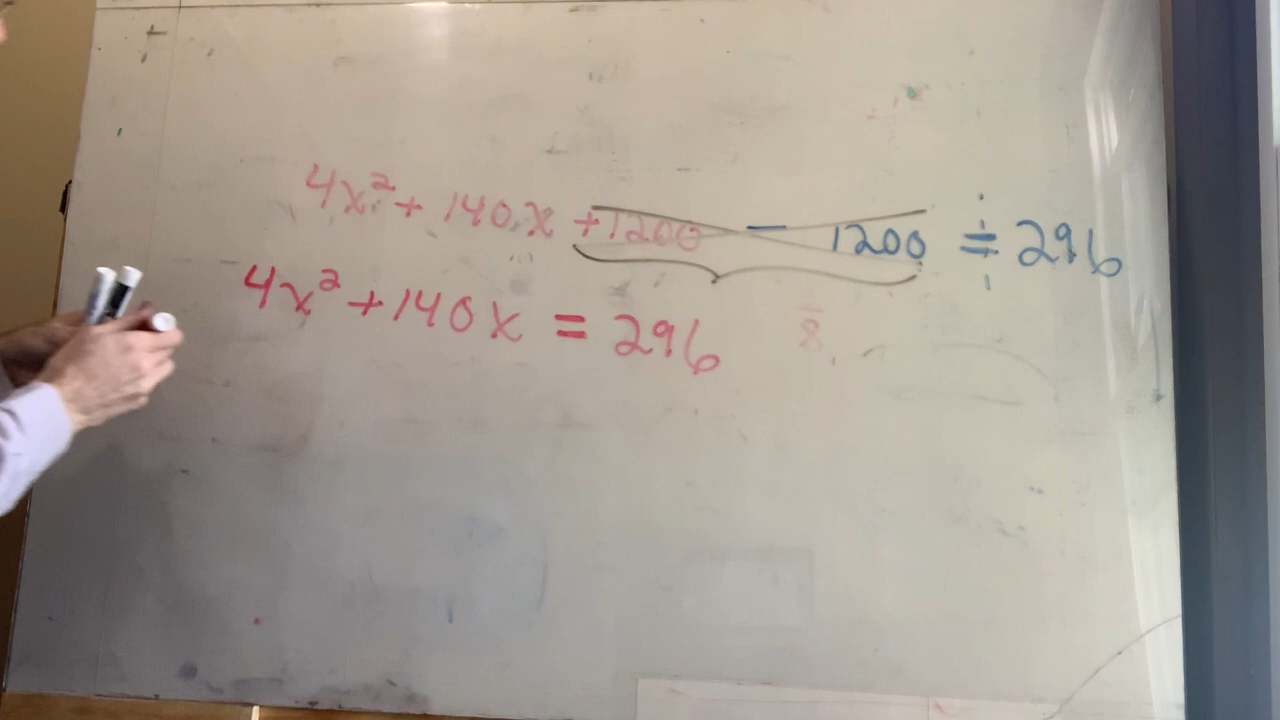 4x² + 140x + 1200 - 1200 = 296
4x² + 140x = 296